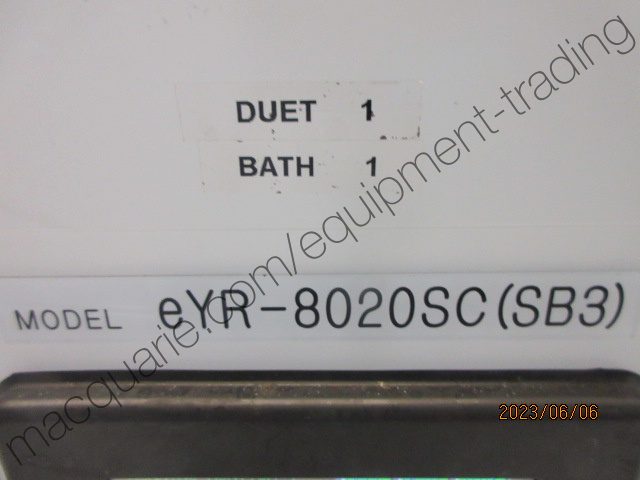 DUET 1
BATH 1
MODEL eYR-8020SC(SB3)
2023/06/06
macquarie.com/equipment-trading